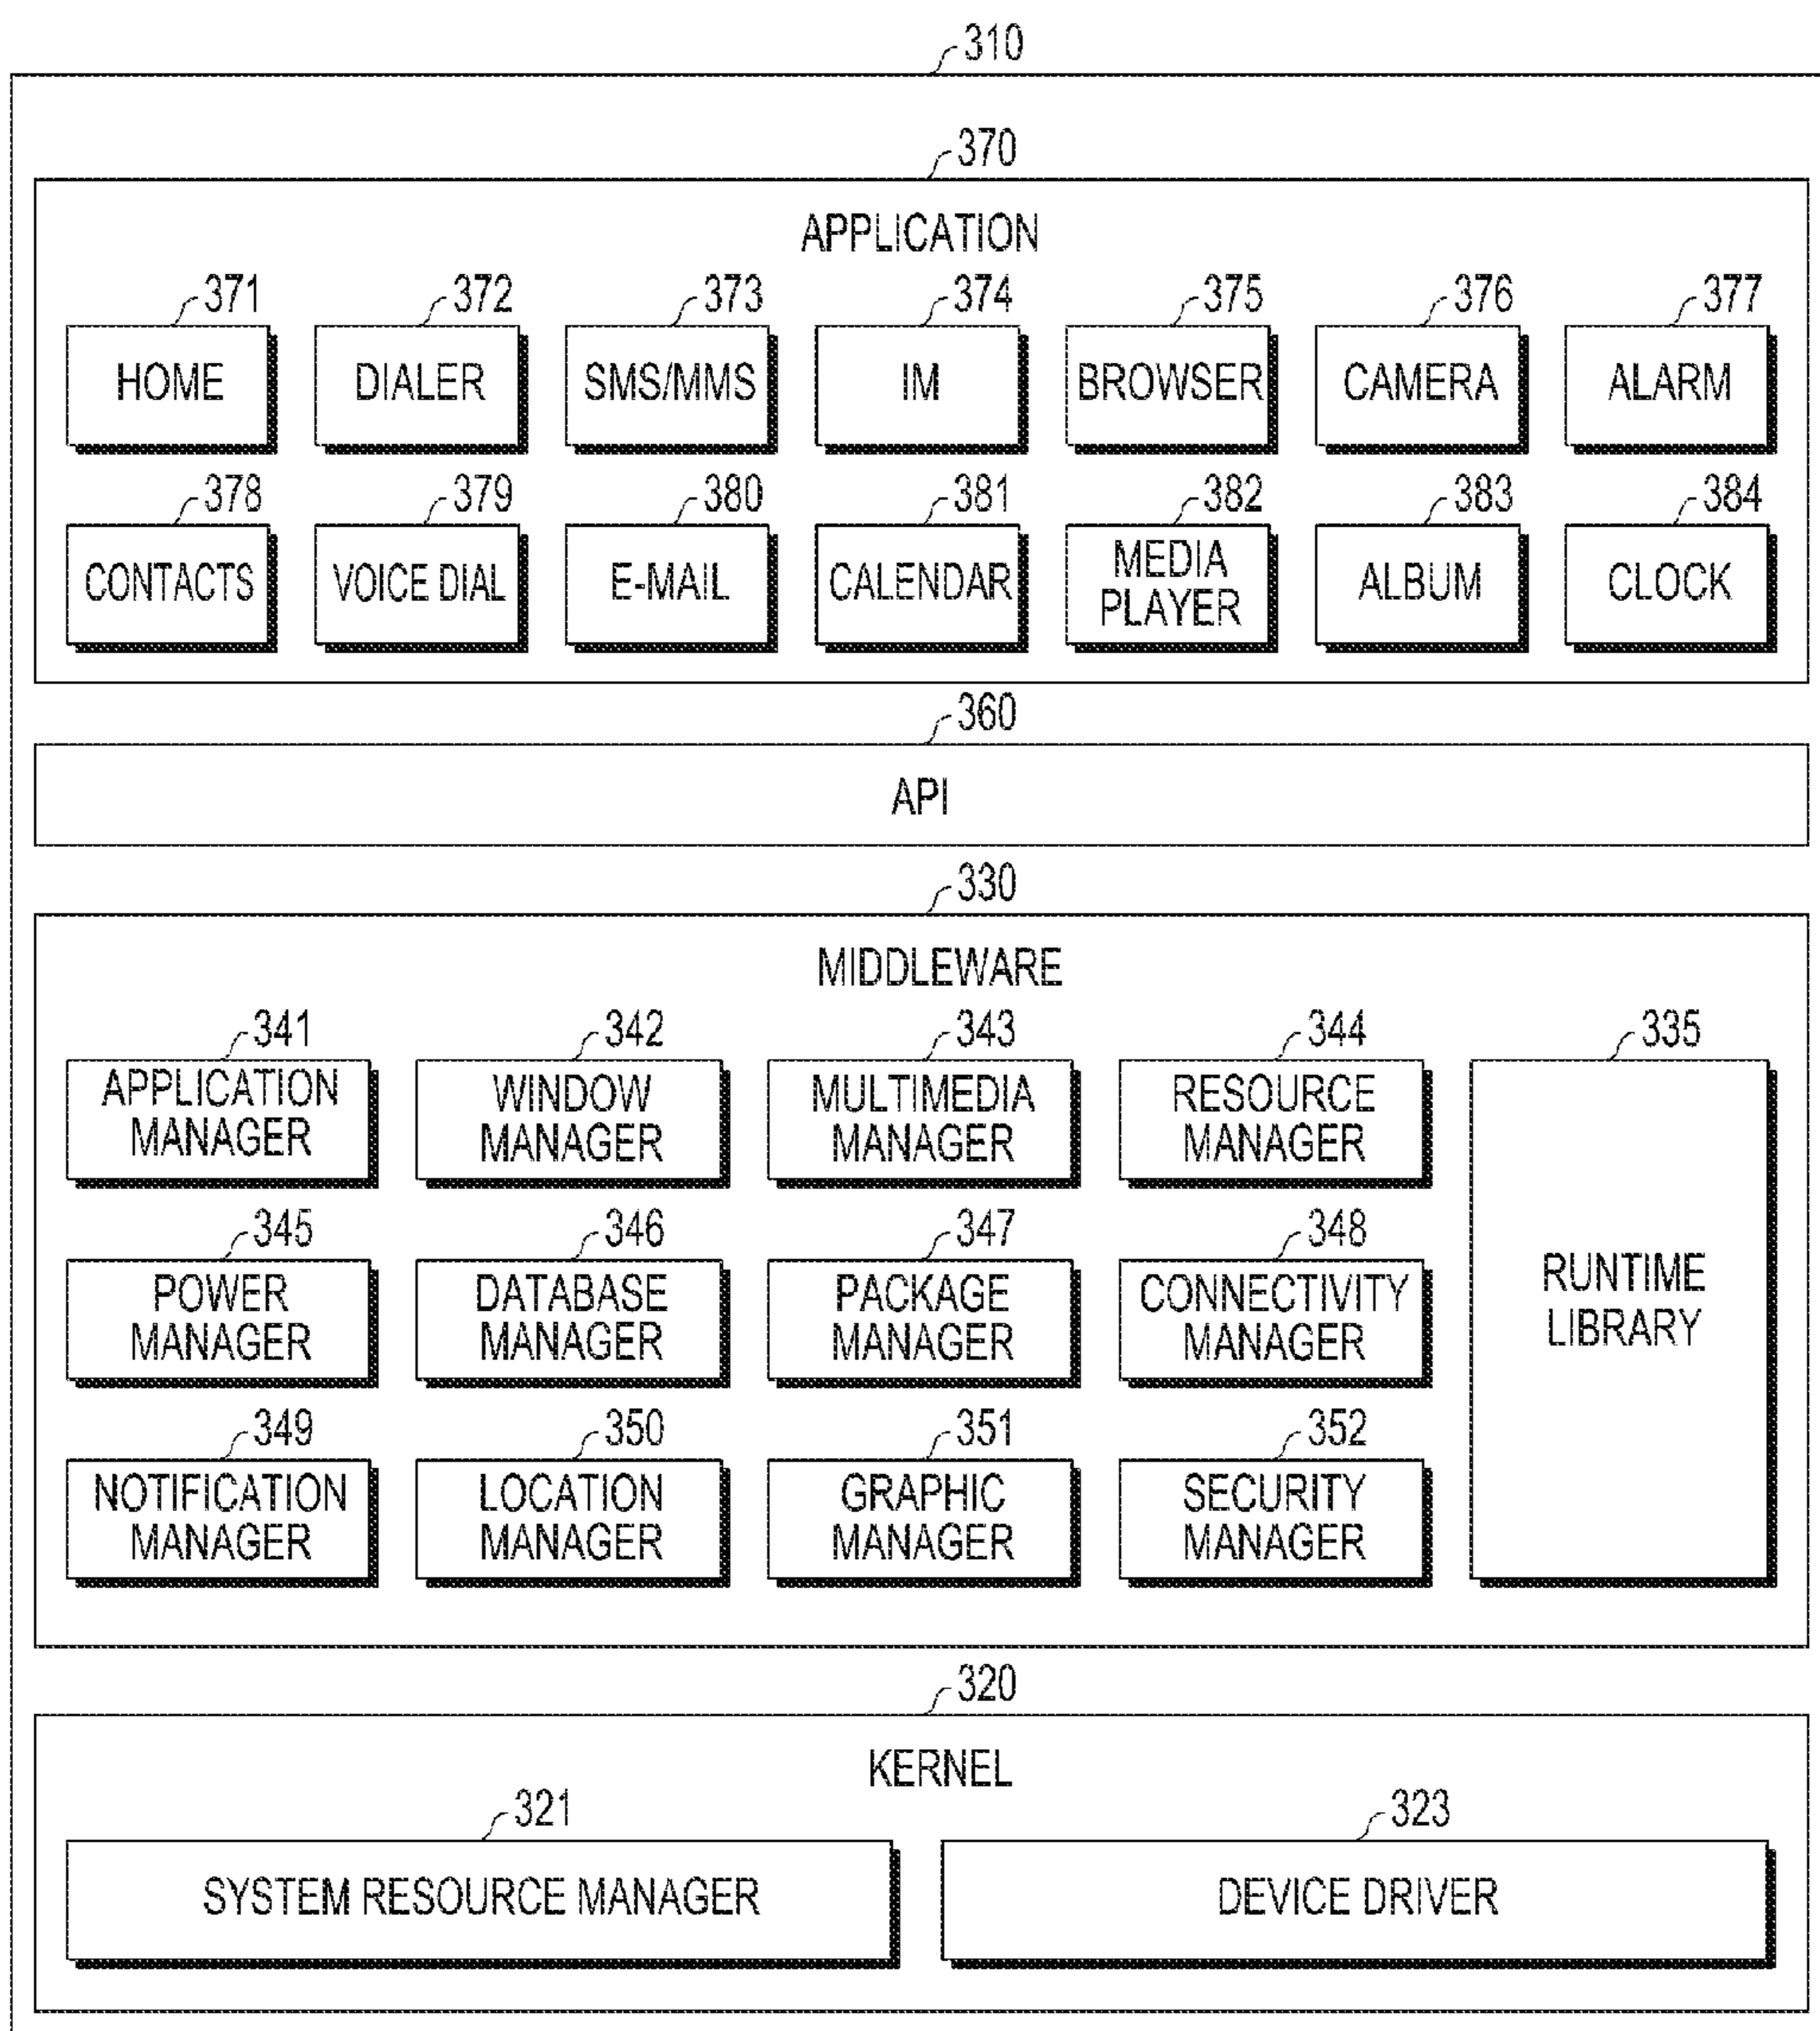 310
370
APPLICATION
371 372 373 374 375 376 377
HOME DIALER SMS/MMS IM BROWSER CAMERA ALARM
378 379 380 381 382 383 384
CONTACTS VOICE DIAL E-MAIL CALENDAR MEDIA PLAYER ALBUM CLOCK
360
API
330
MIDDLEWARE
341 342 343 344 335
APPLICATION MANAGER
WINDOW MANAGER
MULTIMEDIA MANAGER
RESOURCE MANAGER
RUNTIME LIBRARY
345 346 347 348
POWER MANAGER
DATABASE MANAGER
PACKAGE MANAGER
CONNECTIVITY MANAGER
349 350 351 352
NOTIFICATION MANAGER
LOCATION MANAGER
GRAPHIC MANAGER
SECURITY MANAGER
320
KERNEL
321 323
SYSTEM RESOURCE MANAGER DEVICE DRIVER